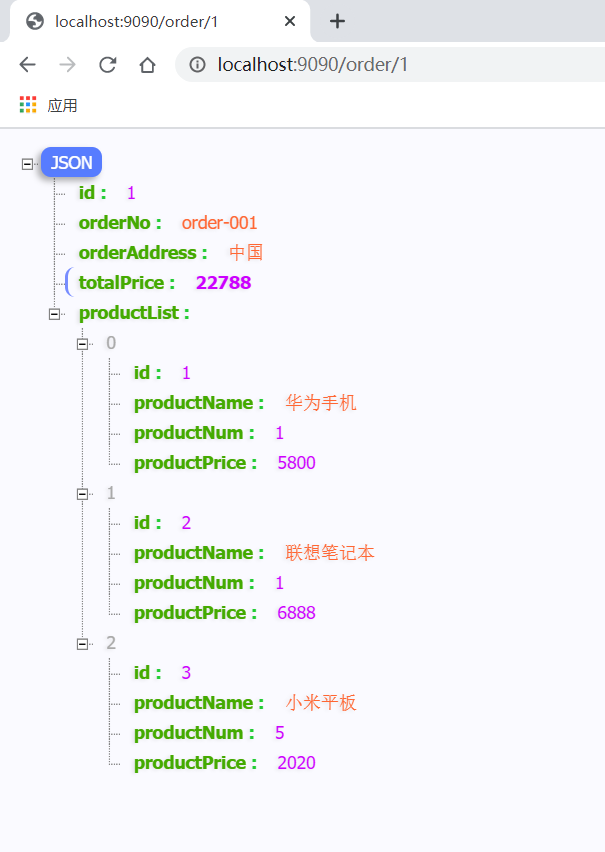 localhost:9090/order/1
localhost:9090/order/1
应用
JSON
id : 1
orderNo : order-001
orderAddress : 中国
totalPrice : 22788
productList :
0
id : 1
productName : 华为手机
productNum : 1
productPrice : 5800
1
id : 2
productName : 联想笔记本
productNum : 1
productPrice : 6888
2
id : 3
productName : 小米平板
productNum : 5
productPrice : 2020